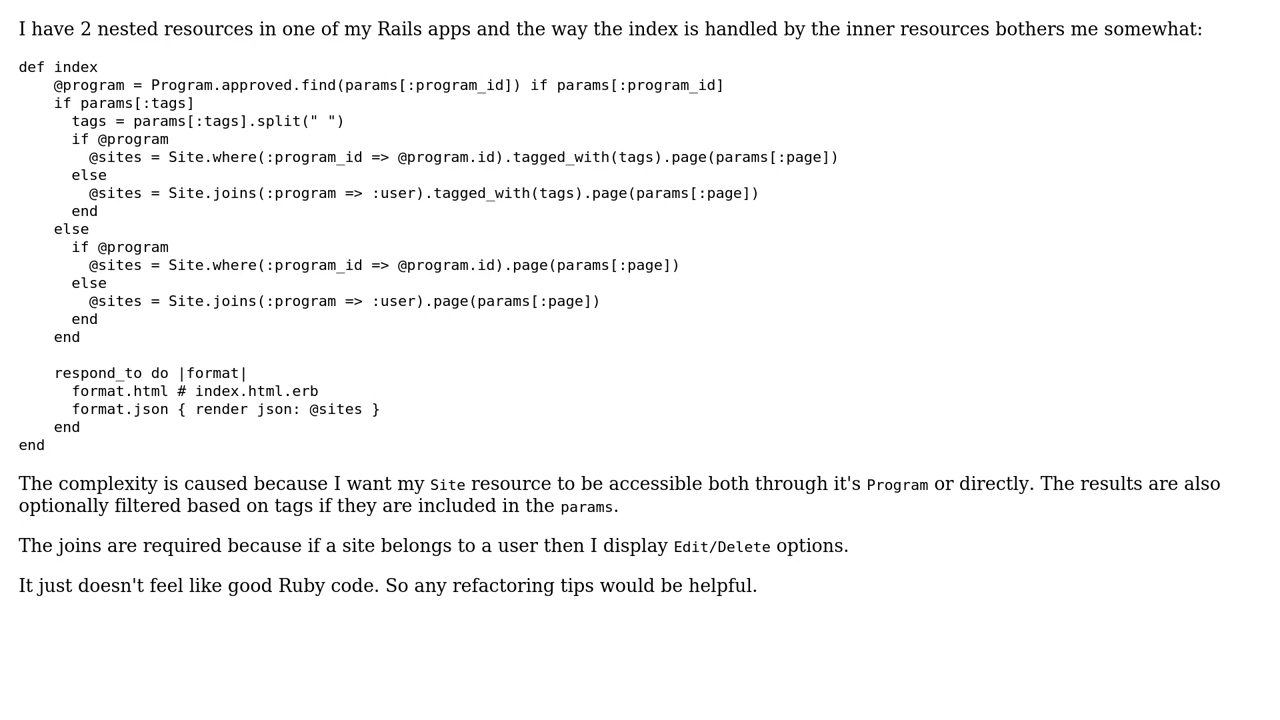 I have 2 nested resources in one of my Rails apps and the way the index is handled by the inner resources bothers me somewhat:
def index
    @program = Program.approved.find(params[:program_id]) if params[:program_id]
    if params[:tags]
      tags = params[:tags].split(" ")
      if @program
        @sites = Site.where(:program_id => @program.id).tagged_with(tags).page(params[:page])
      else
        @sites = Site.joins(:program => :user).tagged_with(tags).page(params[:page])
      end
    else
      if @program
        @sites = Site.where(:program_id => @program.id).page(params[:page])
      else
        @sites = Site.joins(:program => :user).page(params[:page])
      end
    end

    respond_to do |format|
      format.html # index.html.erb
      format.json { render json: @sites }
    end
end
The complexity is caused because I want my Site resource to be accessible both through it's Program or directly. The results are also
optionally filtered based on tags if they are included in the params.
The joins are required because if a site belongs to a user then I display Edit/Delete options.
It just doesn't feel like good Ruby code. So any refactoring tips would be helpful.